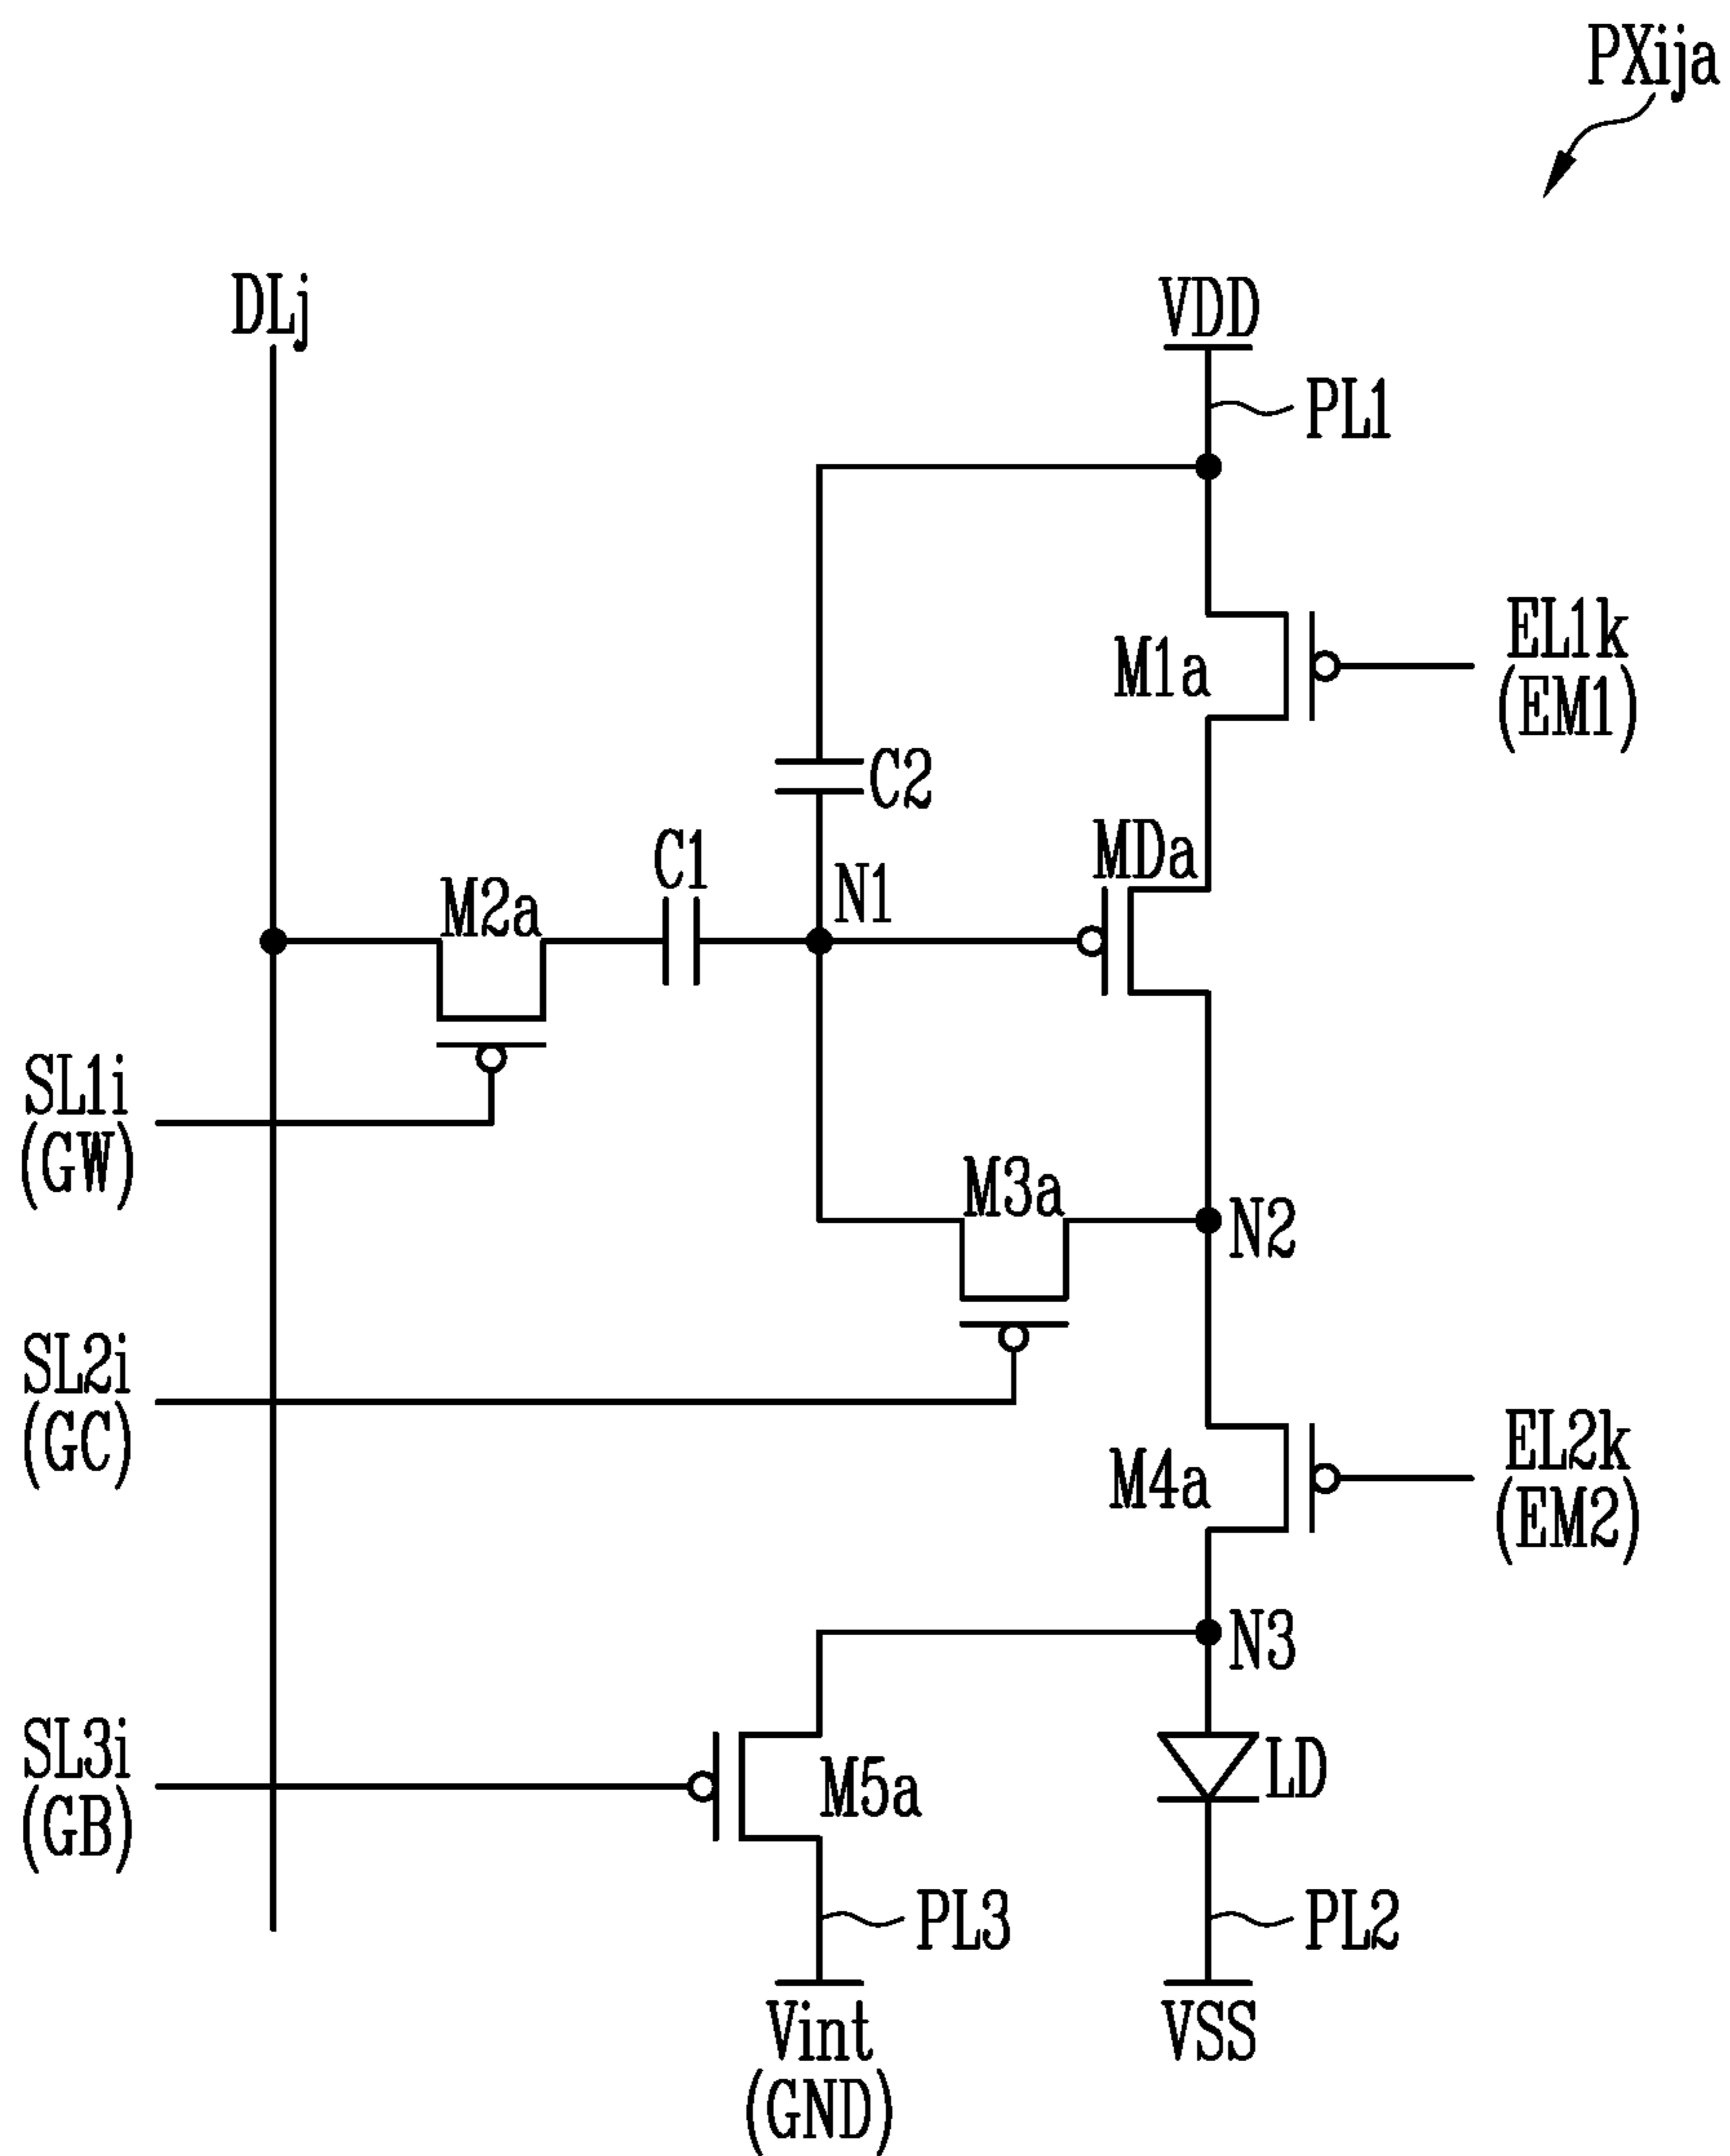 PXija
DLj
VDD
PL1
EL1k
(EM1)
M1a
C2
MDa
C1
N1
M2a
SL1i
(GW)
M3a
N2
SL2i
(GC)
EL2k
(EM2)
M4a
N3
SL3i
(GB)
M5a
LD
PL3
PL2
Vint
(GND)
VSS